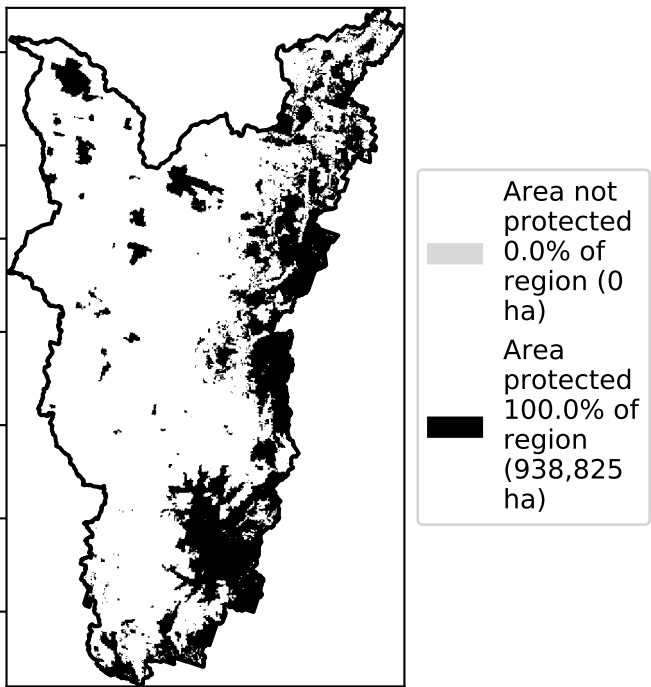 Area not
protected
0.0% of
region (0
ha)
Area
protected
100.0% of
region
(938,825
ha)